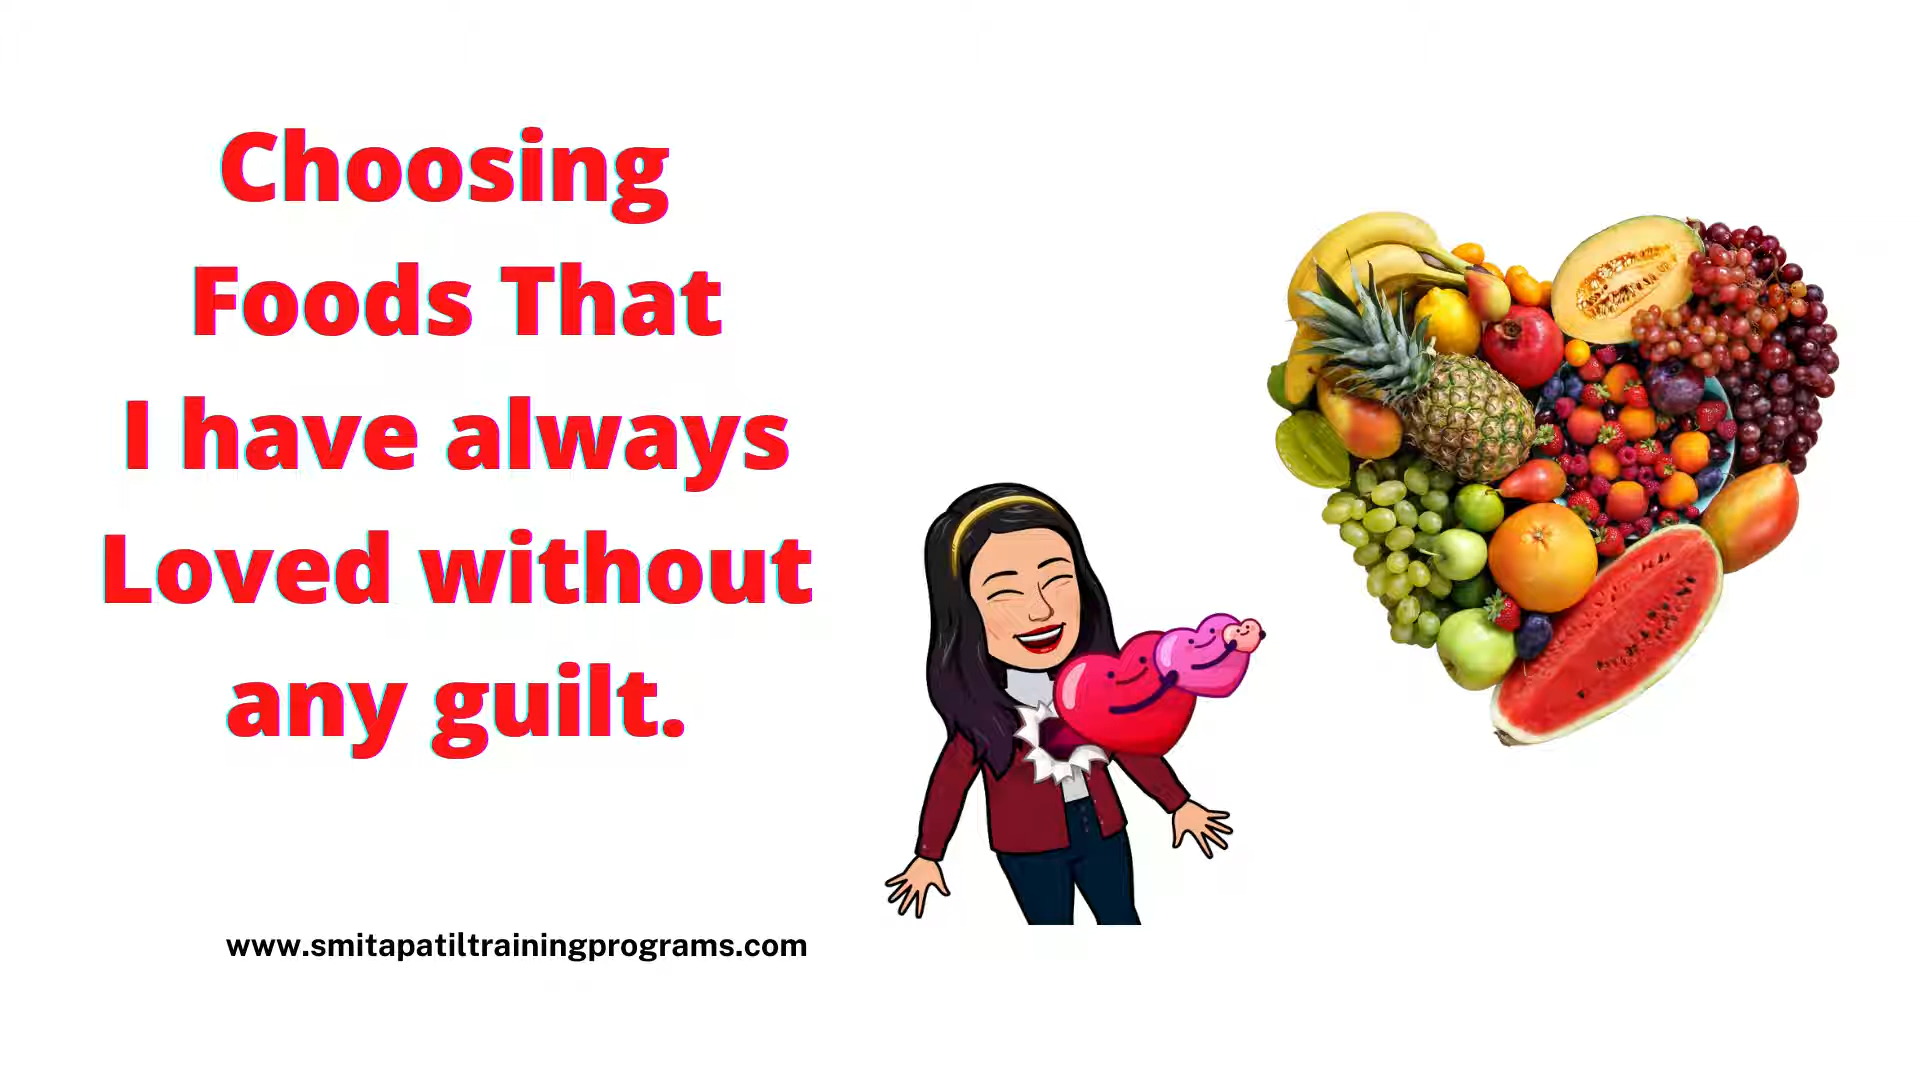 Choosing
Foods That
I have always
Loved without
any guilt.
www.smitapatiltrainingprograms.com